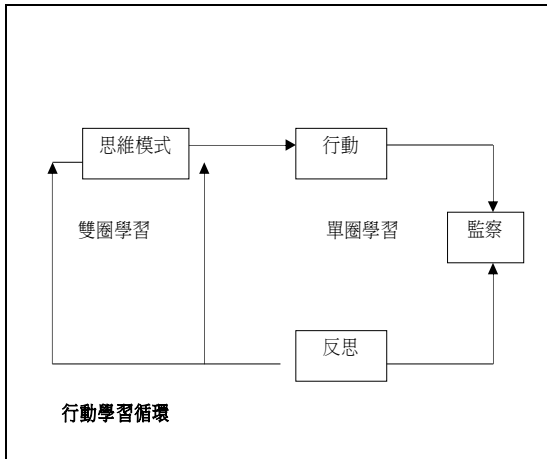 思維模式
行動
雙圈學習
單圈學習
監察
反思
行動學習循環